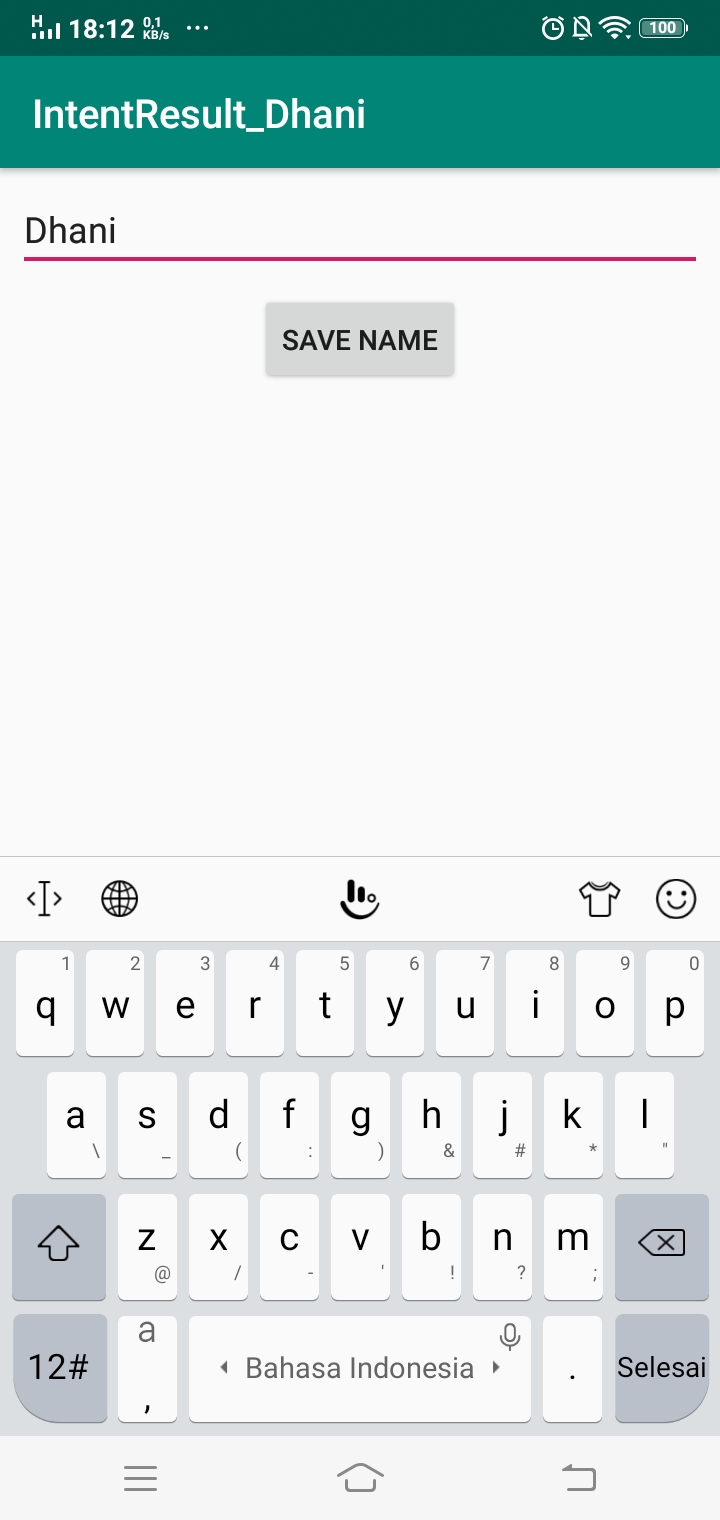 H 18:12 0,1 KB/s ... 100
IntentResult_Dhani
Dhani
SAVE NAME
1 2 3 4 5 6 7 8 9 0
q w e r t y u i o p
a s d f g h j k l
\ _ ( : ) & # * "
z x c v b n m
@ / - ' ! ? ;
12# a , Bahasa Indonesia . Selesai